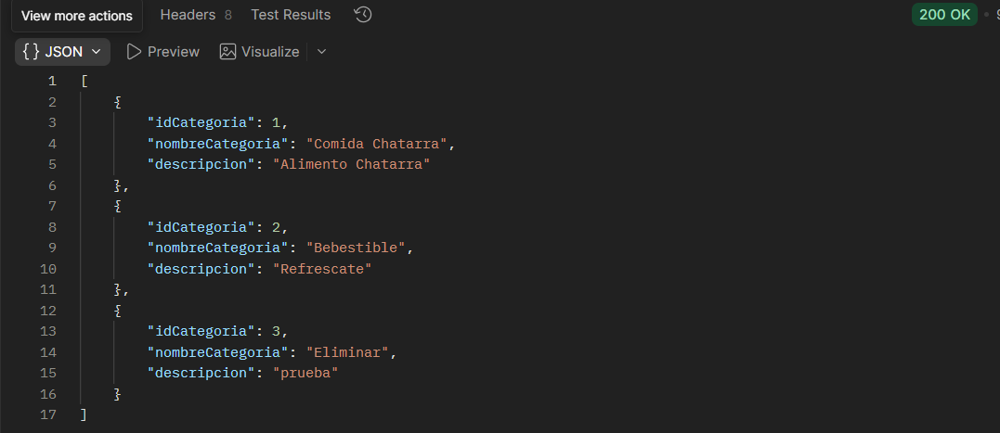 View more actions Headers 8 Test Results 200 OK
{} JSON Preview Visualize
1 [
2 {
3 "idCategoria": 1,
4 "nombreCategoria": "Comida Chatarra",
5 "descripcion": "Alimento Chatarra"
6 },
7 {
8 "idCategoria": 2,
9 "nombreCategoria": "Bebestible",
10 "descripcion": "Refrescate"
11 },
12 {
13 "idCategoria": 3,
14 "nombreCategoria": "Eliminar",
15 "descripcion": "prueba"
16 }
17 ]